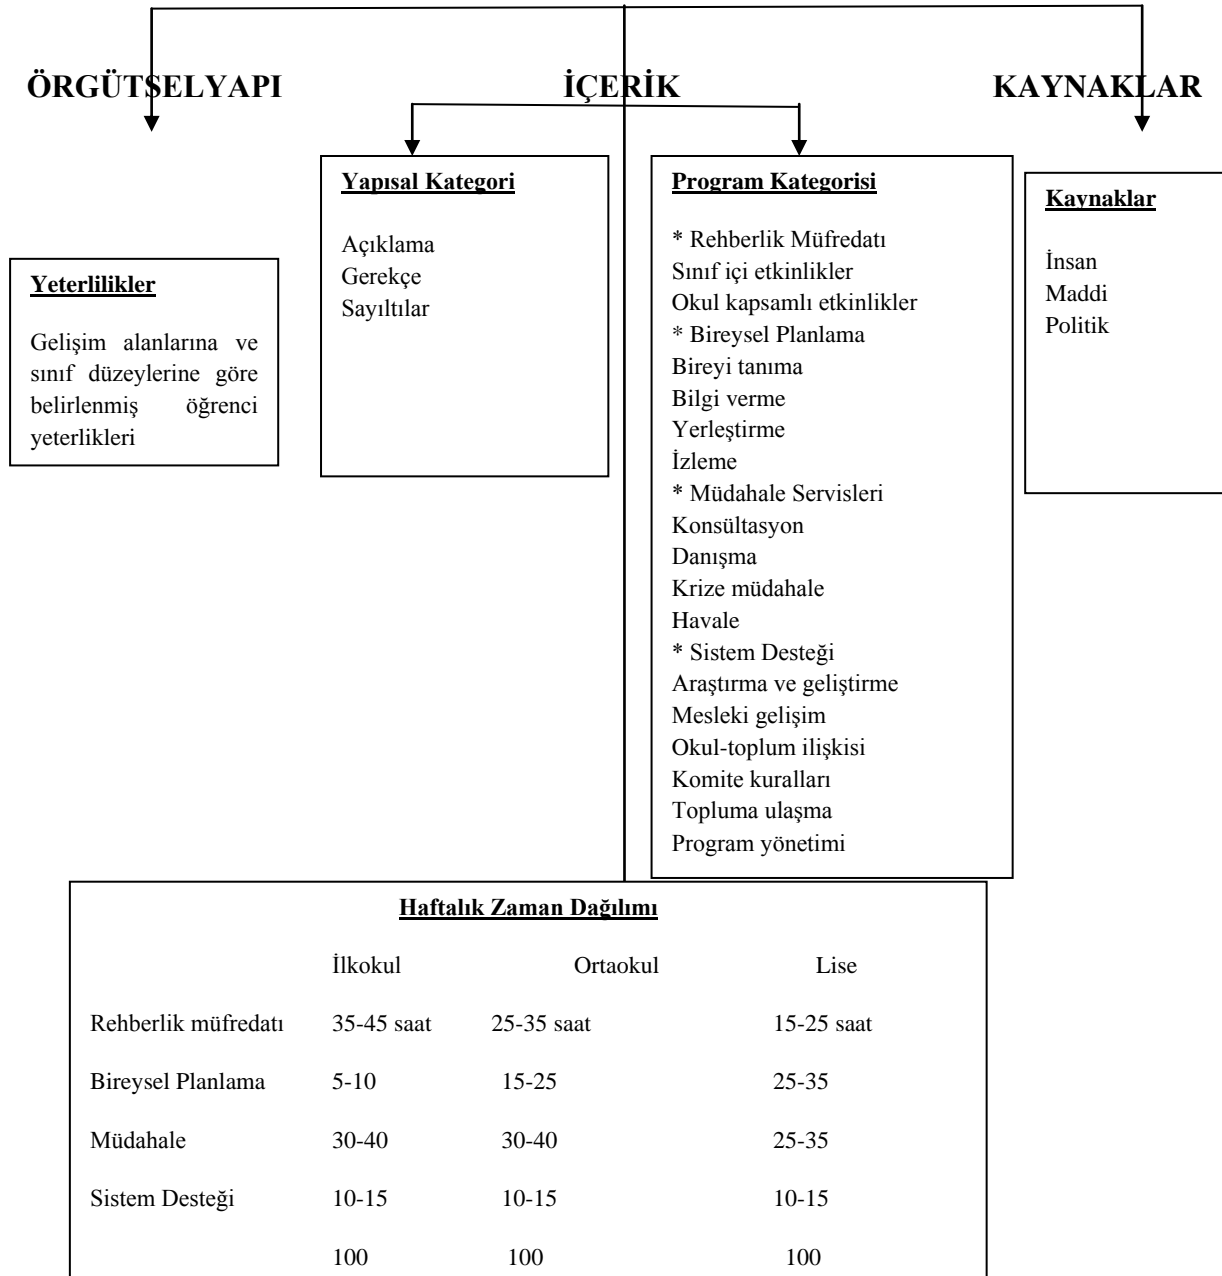 ÖRGÜTSELYAPI İÇERİK KAYNAKLAR
Yeterlilikler
Gelişim alanlarına ve
sınıf düzeylerine göre
belirlenmiş öğrenci
yeterlikleri
Yapısal Kategori
Açıklama
Gerekçe
Sayıltılar
Program Kategorisi
* Rehberlik Müfredatı
Sınıf içi etkinlikler
Okul kapsamlı etkinlikler
* Bireysel Planlama
Bireyi tanıma
Bilgi verme
Yerleştirme
İzleme
* Müdahale Servisleri
Konsültasyon
Danışma
Krize müdahale
Havale
* Sistem Desteği
Araştırma ve geliştirme
Mesleki gelişim
Okul-toplum ilişkisi
Komite kuralları
Topluma ulaşma
Program yönetimi
Kaynaklar
İnsan
Maddi
Politik
Haftalık Zaman Dağılımı
İlkokul Ortaokul Lise
Rehberlik müfredatı 35-45 saat 25-35 saat 15-25 saat
Bireysel Planlama 5-10 15-25 25-35
Müdahale 30-40 30-40 25-35
Sistem Desteği 10-15 10-15 10-15
100 100 100